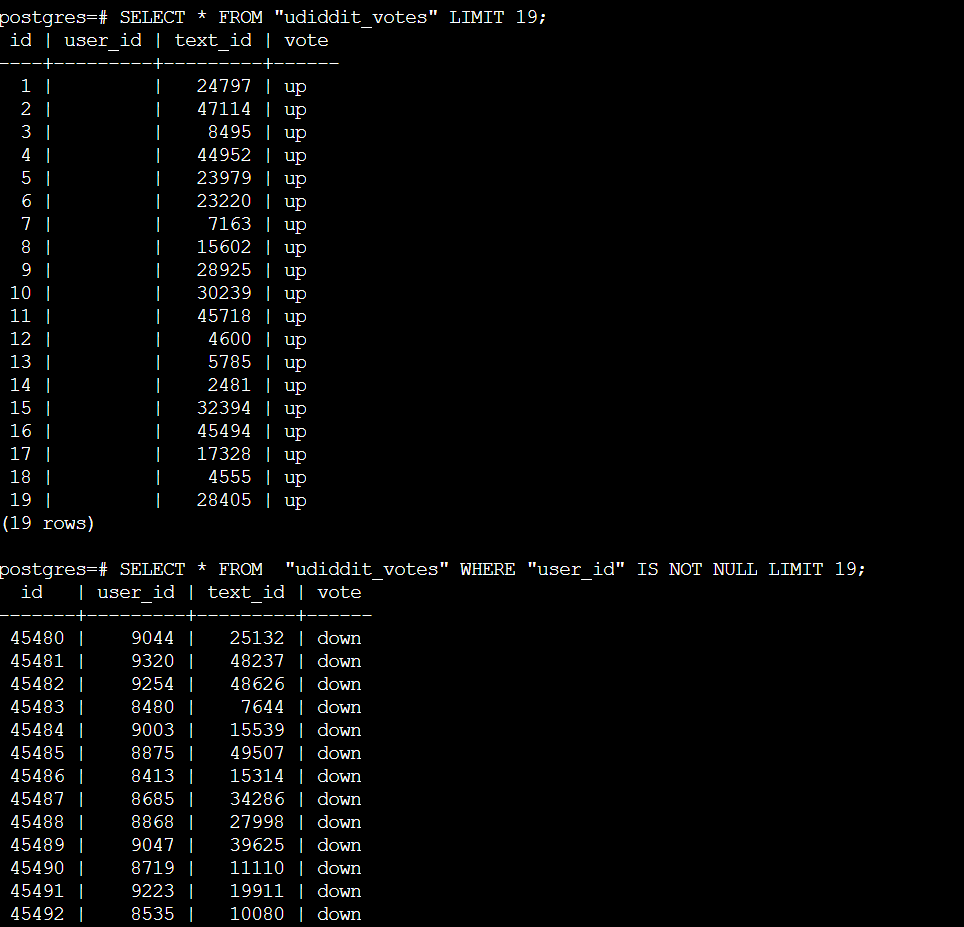 postgres=# SELECT * FROM "udiddit_votes" LIMIT 19;
 id | user_id | text_id | vote
----+---------+---------+------
  1 |         |   24797 | up
  2 |         |   47114 | up
  3 |         |    8495 | up
  4 |         |   44952 | up
  5 |         |   23979 | up
  6 |         |   23220 | up
  7 |         |    7163 | up
  8 |         |   15602 | up
  9 |         |   28925 | up
 10 |         |   30239 | up
 11 |         |   45718 | up
 12 |         |    4600 | up
 13 |         |    5785 | up
 14 |         |    2481 | up
 15 |         |   32394 | up
 16 |         |   45494 | up
 17 |         |   17328 | up
 18 |         |    4555 | up
 19 |         |   28405 | up
(19 rows)

postgres=# SELECT * FROM  "udiddit_votes" WHERE "user_id" IS NOT NULL LIMIT 19;
  id   | user_id | text_id | vote
-------+---------+---------+------
 45480 |    9044 |   25132 | down
 45481 |    9320 |   48237 | down
 45482 |    9254 |   48626 | down
 45483 |    8480 |    7644 | down
 45484 |    9003 |   15539 | down
 45485 |    8875 |   49507 | down
 45486 |    8413 |   15314 | down
 45487 |    8685 |   34286 | down
 45488 |    8868 |   27998 | down
 45489 |    9047 |   39625 | down
 45490 |    8719 |   11110 | down
 45491 |    9223 |   19911 | down
 45492 |    8535 |   10080 | down